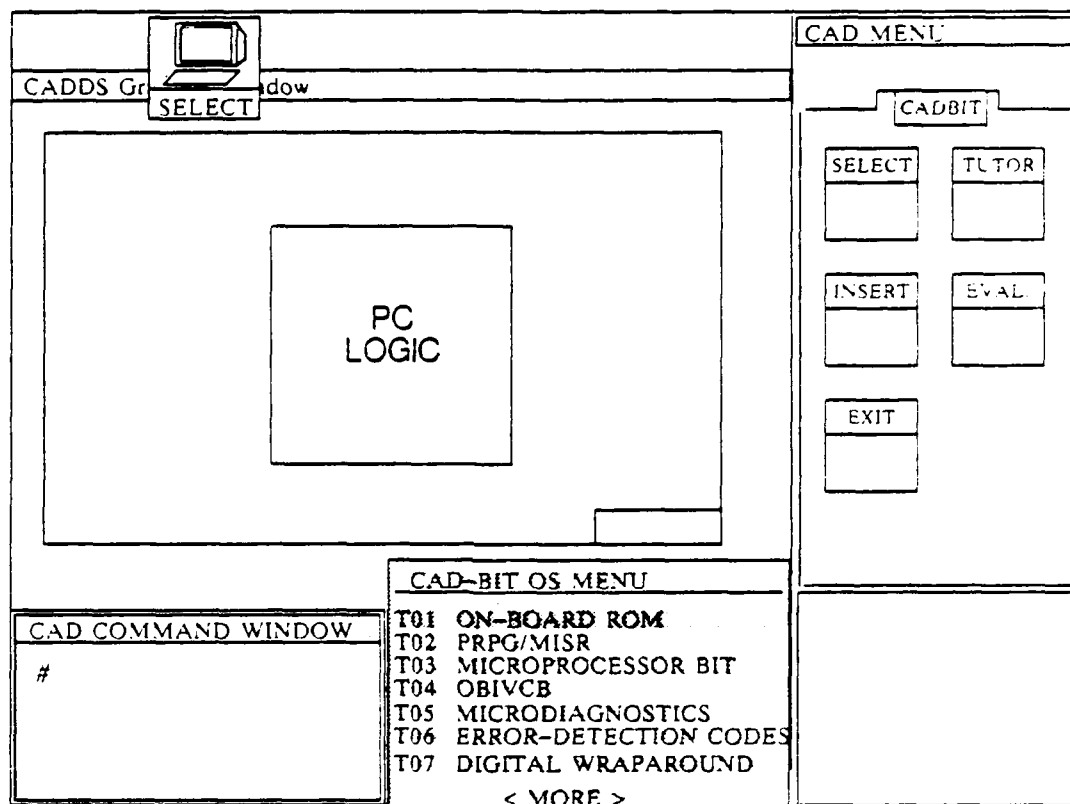 CAD MENU
CADDS Gr
dow
SELECT
CADBIT
SELECT
TUTOR
PC
LOGIC
INSERT
EVAL.
EXIT
CAD-BIT OS MENU
T01 ON-BOARD ROM
T02 PRPG/MISR
T03 MICROPROCESSOR BIT
T04 OBIVCB
T05 MICRODIAGNOSTICS
T06 ERROR-DETECTION CODES
T07 DIGITAL WRAPAROUND
< MORE >
CAD COMMAND WINDOW
#